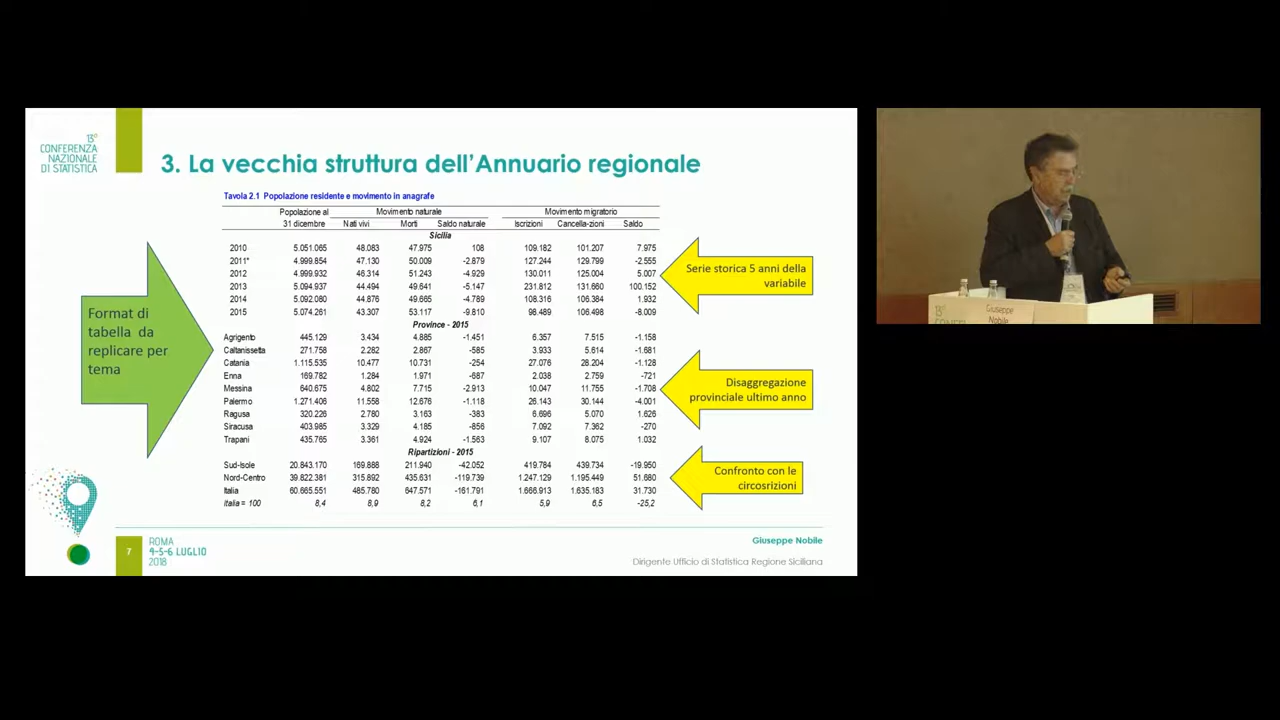 13°
CONFERENZA
NAZIONALE
DI STATISTICA
3. La vecchia struttura dell'Annuario regionale
Tavola 2.1 Popolazione residente e movimento in anagrafe
Popolazione al Movimento naturale Movimento migratorio
31 dicembre Nati vivi Morti Saldo naturale Iscrizioni Cancella-zioni Saldo
Sicilia
2010 5.051.065 48.083 47.975 108 109.182 101.207 7.975
2011* 4.999.854 47.130 50.009 -2.879 127.244 129.799 -2.555
2012 4.999.932 46.314 51.243 -4.929 130.011 125.004 5.007
2013 5.094.937 44.494 49.641 -5.147 231.812 131.660 100.152
2014 5.092.080 44.876 49.665 -4.789 108.316 106.384 1.932
2015 5.074.261 43.307 53.117 -9.810 98.489 106.498 -8.009
Province - 2015
Agrigento 445.129 3.434 4.885 -1.451 6.357 7.515 -1.158
Caltanissetta 271.758 2.282 2.867 -585 3.933 5.614 -1.681
Catania 1.115.535 10.477 10.731 -254 27.076 28.204 -1.128
Enna 169.782 1.284 1.971 -687 2.038 2.759 -721
Messina 640.675 4.802 7.715 -2.913 10.047 11.755 -1.708
Palermo 1.271.406 11.558 12.676 -1.118 26.143 30.144 -4.001
Ragusa 320.226 2.780 3.163 -383 6.696 5.070 1.626
Siracusa 403.985 3.329 4.185 -856 7.092 7.362 -270
Trapani 435.765 3.361 4.924 -1.563 9.107 8.075 1.032
Ripartizioni - 2015
Sud-Isole 20.843.170 169.888 211.940 -42.052 419.784 439.734 -19.950
Nord-Centro 39.822.381 315.892 435.631 -119.739 1.247.129 1.195.449 51.680
Italia 60.665.551 485.780 647.571 -161.791 1.666.913 1.635.183 31.730
Italia = 100 8,4 8,9 8,2 6,1 5,9 6,5 -25,2
Format di
tabella da
replicare per
tema
Serie storica 5 anni della
variabile
Disaggregazione
provinciale ultimo anno
Confronto con le
circosrizioni
7
ROMA
4-5-6 LUGLIO
2018
Giuseppe Nobile
Dirigente Ufficio di Statistica Regione Siciliana
13°
Giuseppe
Nobile